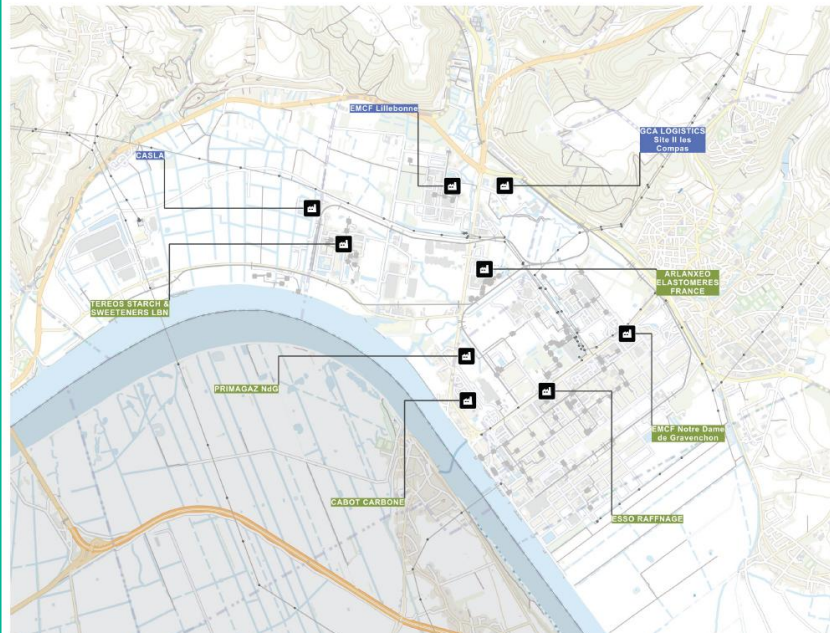 EMCF Lillebonne
GCA LOGISTICS
Site II les
Compas
CASLA
ARLANXEO
ELASTOMERES
FRANCE
TEREOS STARCH &
SWEETENERS LBN
PRIMAGAZ NdG
EMCF Notre Dame
de Gravenchon
CABOT CARBONE
ESSO RAFFNAGE